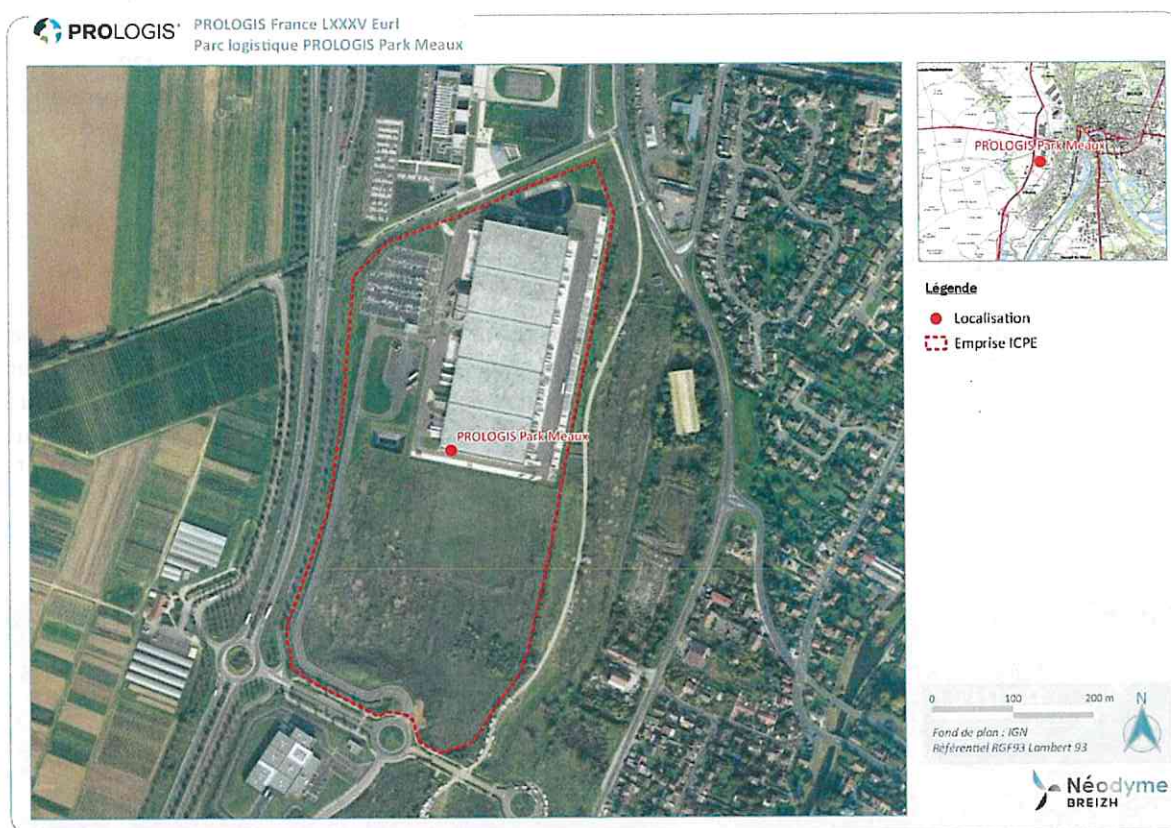 PROLOGIS
PROLOGIS France LXXXV Eurl
Parc logistique PROLOGIS Park Meaux
PROLOGIS Park Meaux
PROLOGIS Park Meaux
Légende
Localisation
Emprise ICPE
0 100 200 m
N
Fond de plan : IGN
Référentiel RGF93 Lambert 93
Néodyme
BREIZH